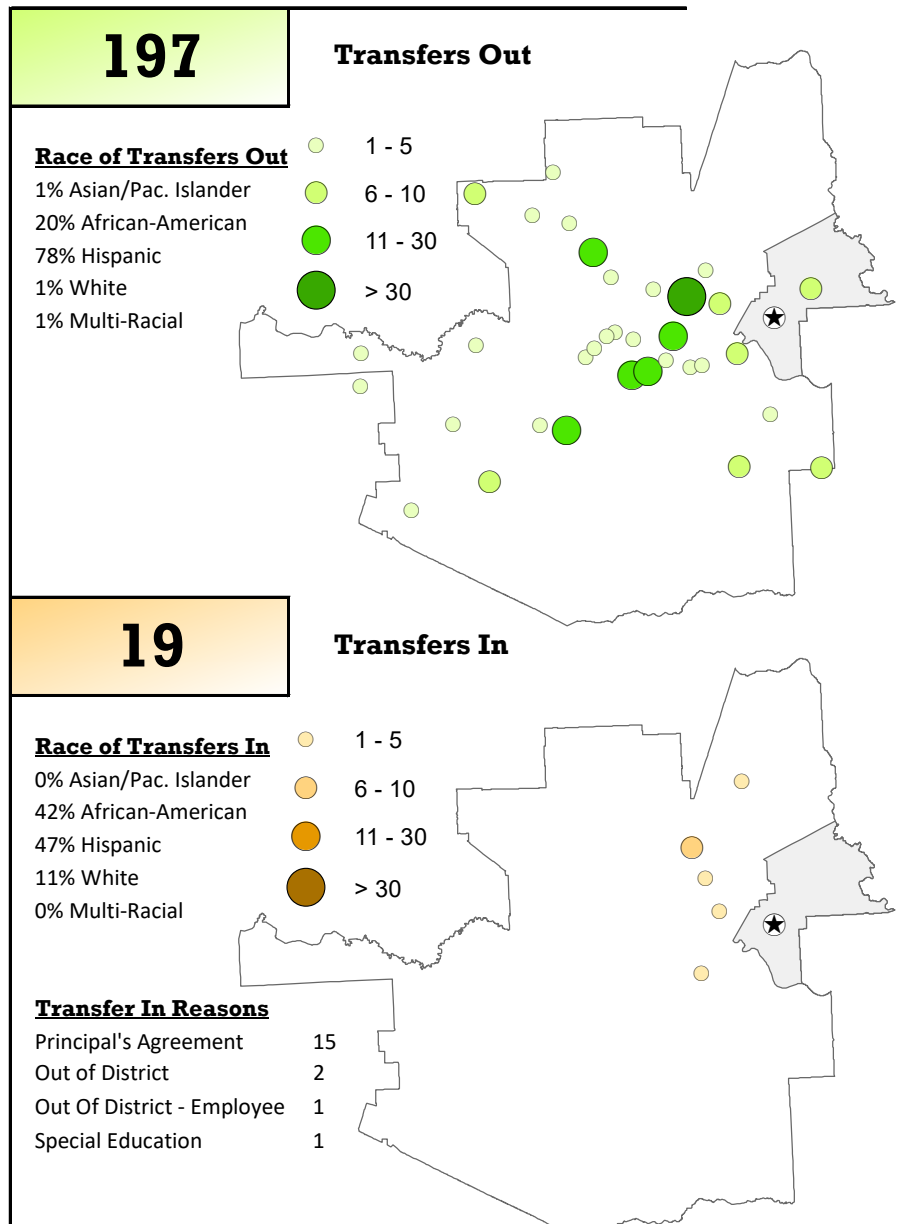 197
Transfers Out
Race of Transfers Out
1% Asian/Pac. Islander
20% African-American
78% Hispanic
1% White
1% Multi-Racial
1 - 5
6 - 10
11 - 30
> 30
19
Transfers In
Race of Transfers In
0% Asian/Pac. Islander
42% African-American
47% Hispanic
11% White
0% Multi-Racial
1 - 5
6 - 10
11 - 30
> 30
Transfer In Reasons
Principal's Agreement 15
Out of District 2
Out Of District - Employee 1
Special Education 1